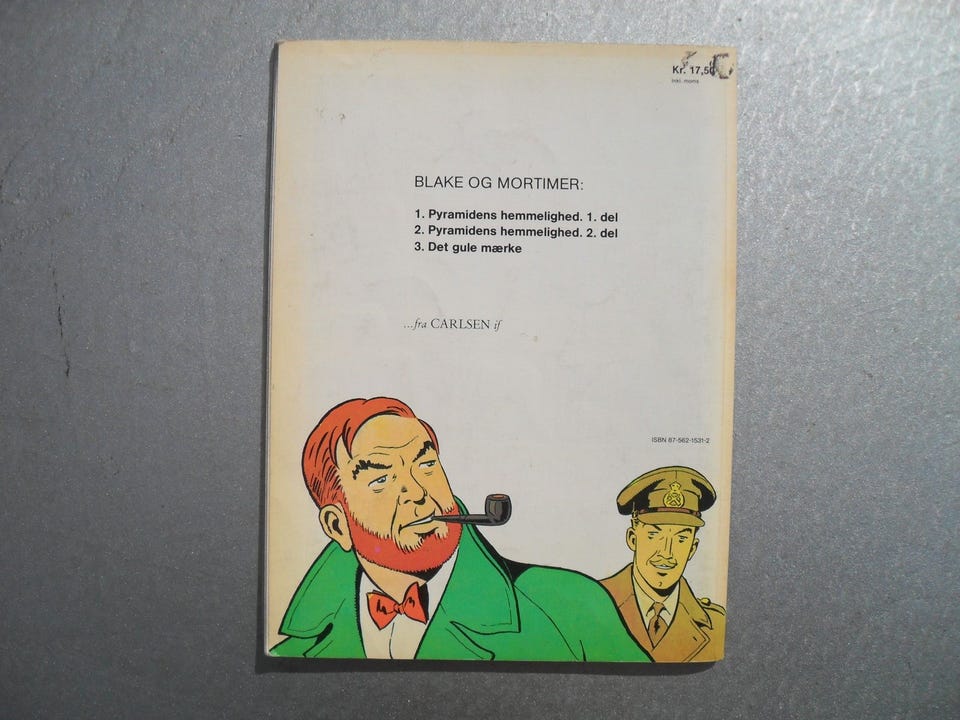 Kr. 17,50
inkl. moms
BLAKE OG MORTIMER:
1. Pyramidens hemmelighed. 1. del
2. Pyramidens hemmelighed. 2. del
3. Det gule mærke
...fra CARLSEN if
ISBN 87-562-1531-2